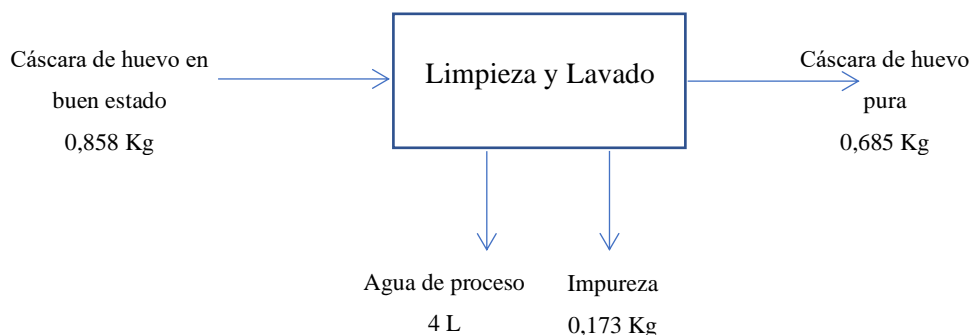 Cáscara de huevo en
buen estado
0,858 Kg
Limpieza y Lavado
Cáscara de huevo
pura
0,685 Kg
Agua de proceso
4 L
Impureza
0,173 Kg